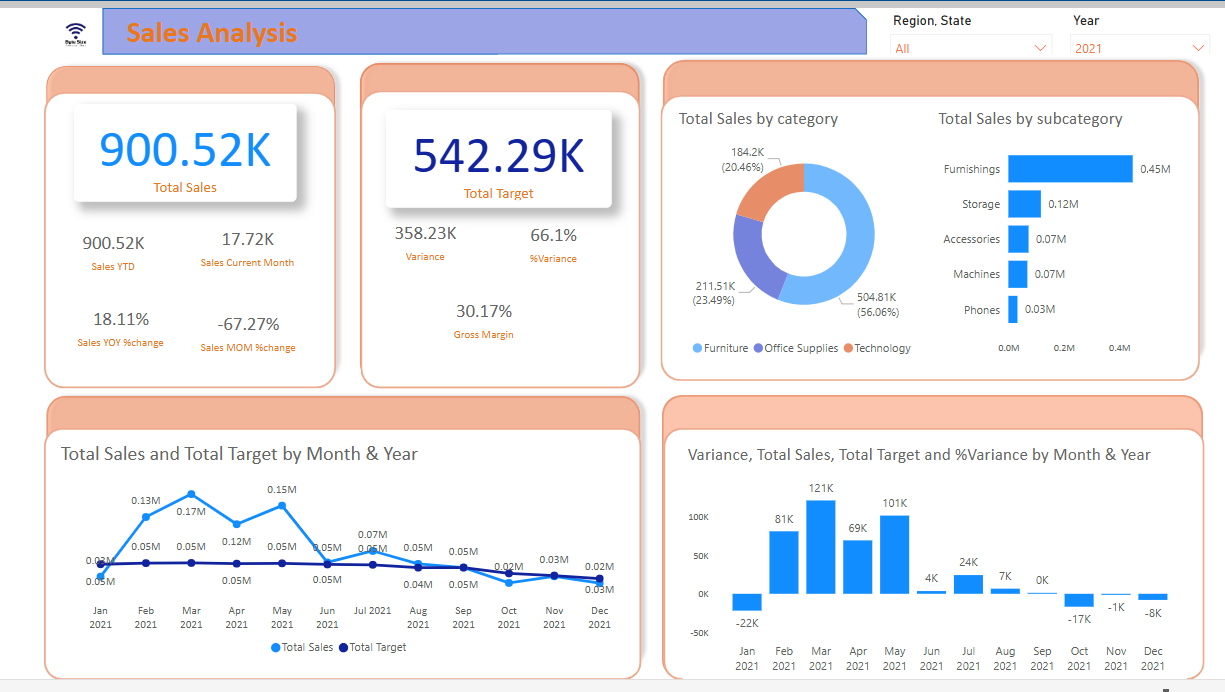 Region, State
Year
Byte Size
Sales Analysis
All
2021
900.52K
Total Sales
900.52K
Sales YTD
17.72K
Sales Current Month
18.11%
Sales YOY %change
-67.27%
Sales MOM %change
542.29K
Total Target
358.23K
Variance
66.1%
%Variance
30.17%
Gross Margin
Total Sales by category
184.2K
(20.46%)
211.51K
(23.49%)
504.81K
(56.06%)
Furniture Office Supplies Technology
Total Sales by subcategory
Furnishings 0.45M
Storage 0.12M
Accessories 0.07M
Machines 0.07M
Phones 0.03M
0.0M 0.2M 0.4M
Total Sales and Total Target by Month & Year
0.15M
0.13M
0.17M
0.12M
0.07M
0.03M 0.05M 0.05M 0.05M 0.05M 0.05M 0.05M 0.05M 0.02M 0.03M 0.02M
0.05M 0.05M 0.05M 0.04M 0.05M 0.03M
Jan Feb Mar Apr May Jun Jul 2021 Aug Sep Oct Nov Dec
2021 2021 2021 2021 2021 2021 2021 2021 2021 2021 2021
Total Sales Total Target
Variance, Total Sales, Total Target and %Variance by Month & Year
100K
50K
0K
-50K
-22K 81K 121K 69K 101K 4K 24K 7K 0K -17K -1K -8K
Jan Feb Mar Apr May Jun Jul Aug Sep Oct Nov Dec
2021 2021 2021 2021 2021 2021 2021 2021 2021 2021 2021 2021